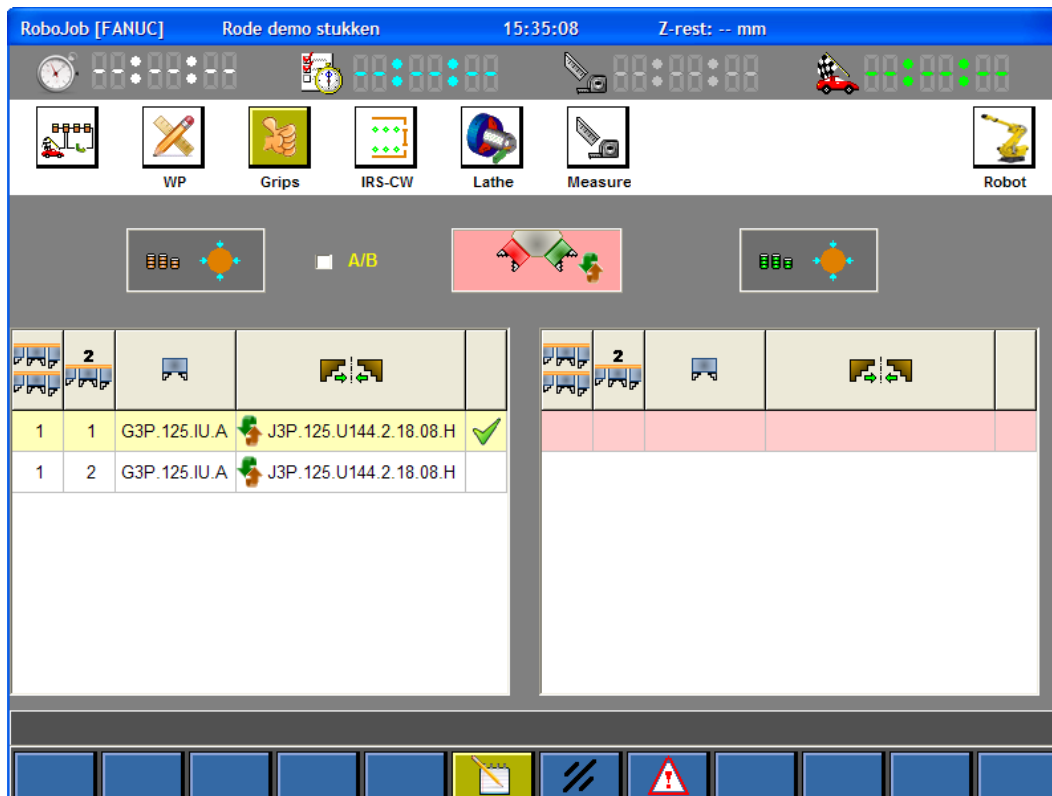 RoboJob [FANUC] Rode demo stukken 15:35:08 Z-rest: -- mm
--:--:-- --:--:-- --:--:--
WP Grips IRS-CW Lathe Measure Robot
A/B
2 2
1 1 G3P.125.IU.A J3P.125.U144.2.18.08.H
1 2 G3P.125.IU.A J3P.125.U144.2.18.08.H